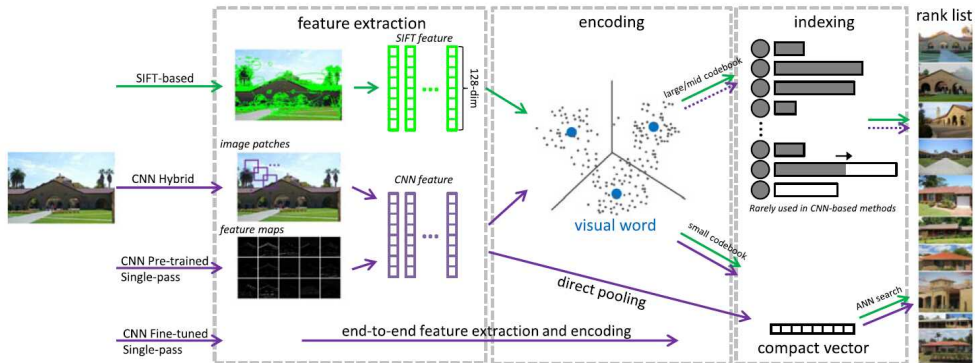 feature extraction
encoding
indexing
rank list
SIFT feature
SIFT-based
128-dim
large/mid codebook
image patches
CNN Hybrid
CNN feature
Rarely used in CNN-based methods
feature maps
visual word
small codebook
CNN Pre-trained
Single-pass
direct pooling
ANN search
CNN Fine-tuned
Single-pass
end-to-end feature extraction and encoding
compact vector